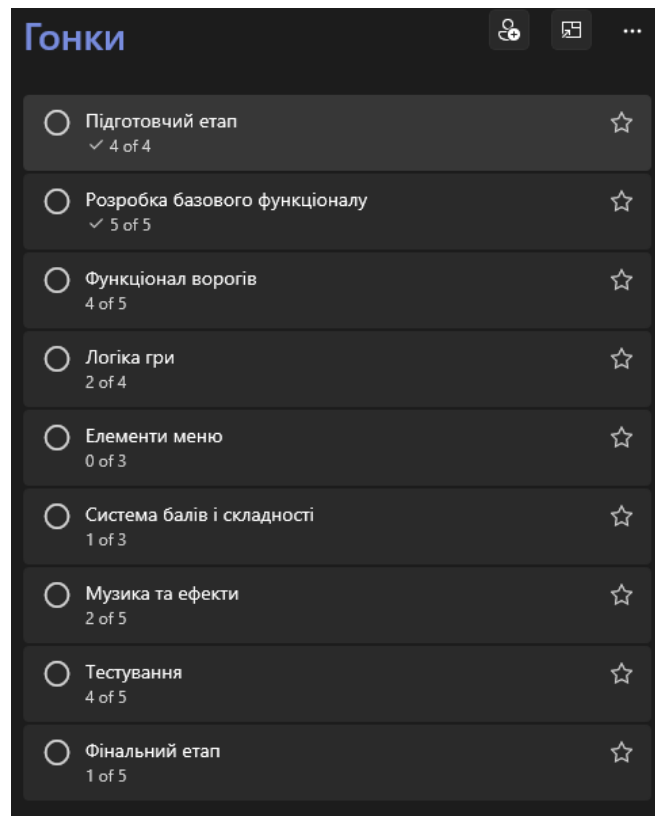 Гонки
Підготовчий етап
4 of 4
Розробка базового функціоналу
5 of 5
Функціонал ворогів
4 of 5
Логіка гри
2 of 4
Елементи меню
0 of 3
Система балів і складності
1 of 3
Музика та ефекти
2 of 5
Тестування
4 of 5
Фінальний етап
1 of 5